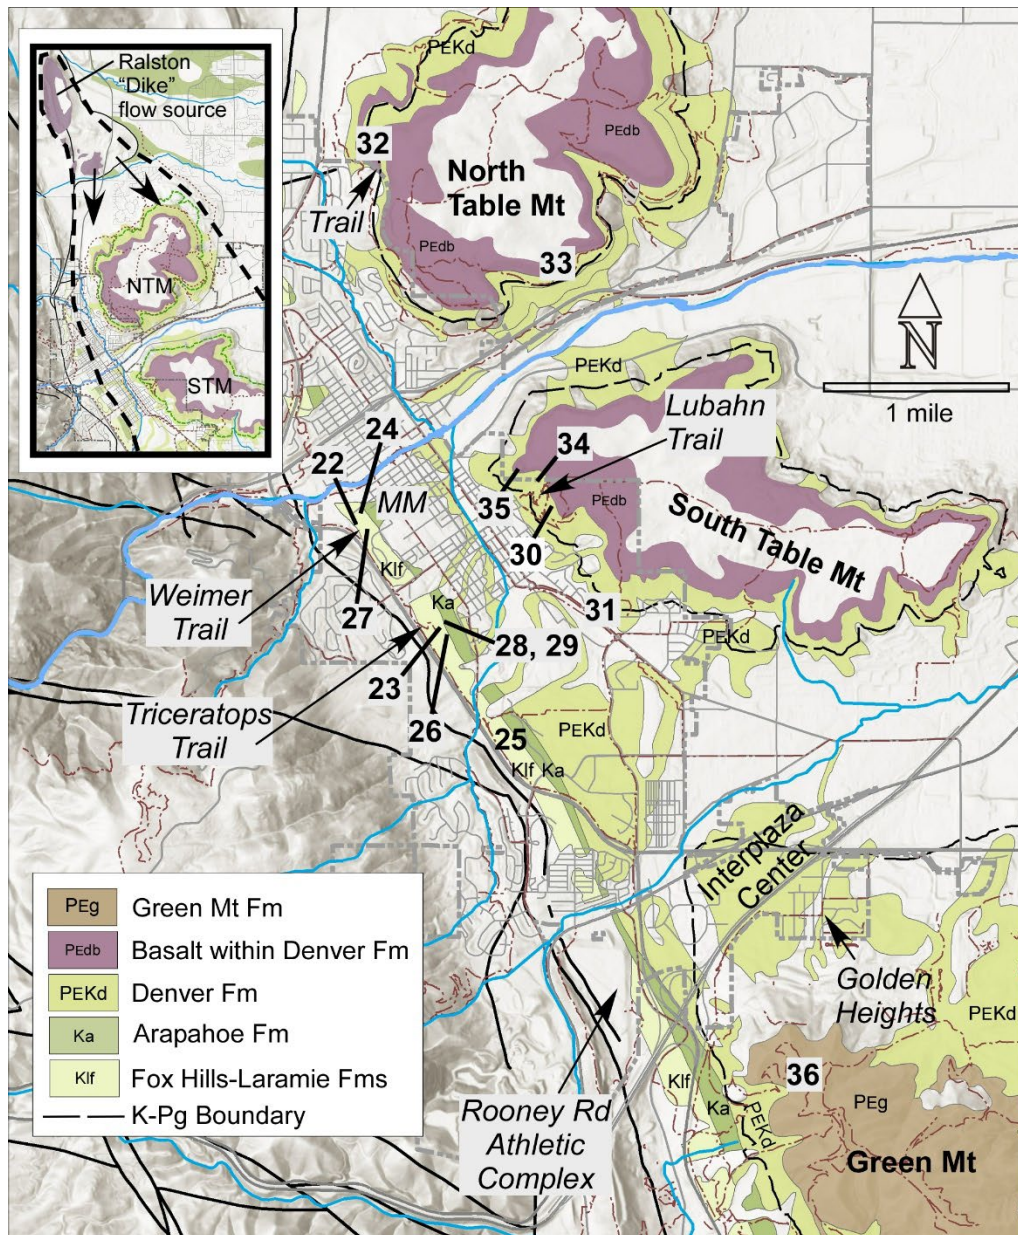 Ralston
“Dike”
flow source
NTM
STM
PEKd
PEdb
32
North
Table Mt
Trail
PEdb
33
N
1 mile
PEKd
Lubahn
Trail
24
34
22
MM
35
PEdb
South Table Mt
30
Klf
Weimer
Trail
27
Ka
31
28, 29
PEKd
23
Triceratops
Trail
26
25
PEKd
Klf
Ka
Interplaza
Center
Golden
Heights
PEKd
PEg
Green Mt Fm
PEdb
Basalt within Denver Fm
PEKd
Denver Fm
Ka
Arapahoe Fm
Klf
Fox Hills-Laramie Fms
K-Pg Boundary
36
Klf
Ka
PEKd
PEg
Rooney Rd
Athletic
Complex
Green Mt